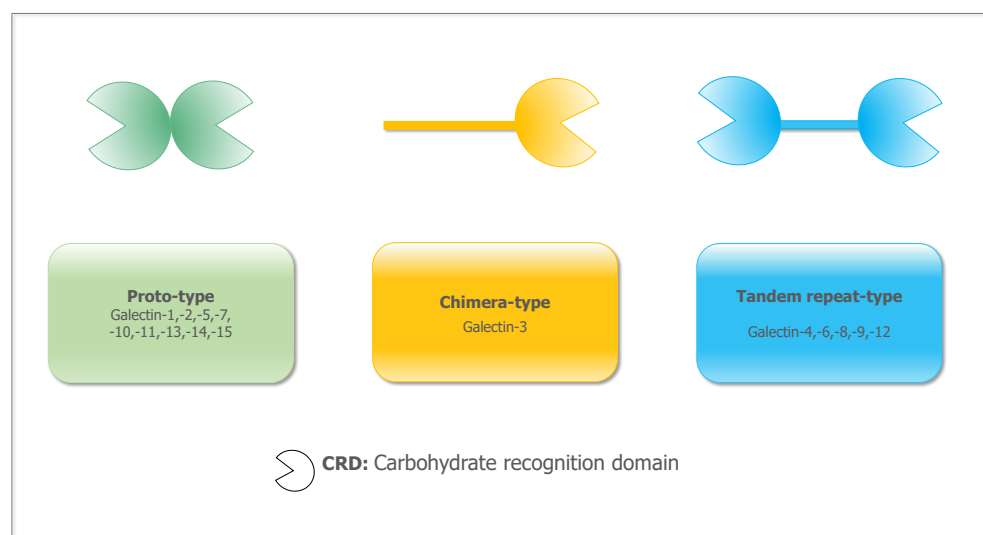 Proto-type
Galectin-1,-2,-5,-7,
-10,-11,-13,-14,-15
Chimera-type
Galectin-3
Tandem repeat-type
Galectin-4,-6,-8,-9,-12
CRD: Carbohydrate recognition domain